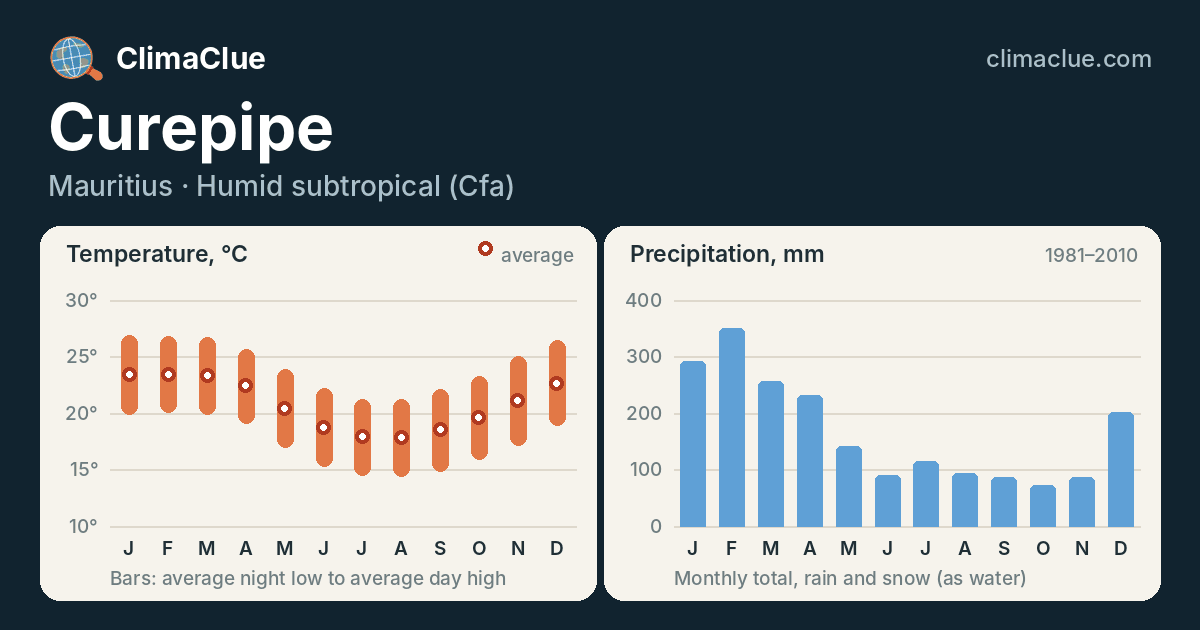 ClimaClue
climaclue.com
Curepipe
Mauritius · Humid subtropical (Cfa)
Temperature, °C
average
30°
25°
20°
15°
10°
J F M A M J J A S O N D
Bars: average night low to average day high
Precipitation, mm
1981–2010
400
300
200
100
0
J F M A M J J A S O N D
Monthly total, rain and snow (as water)